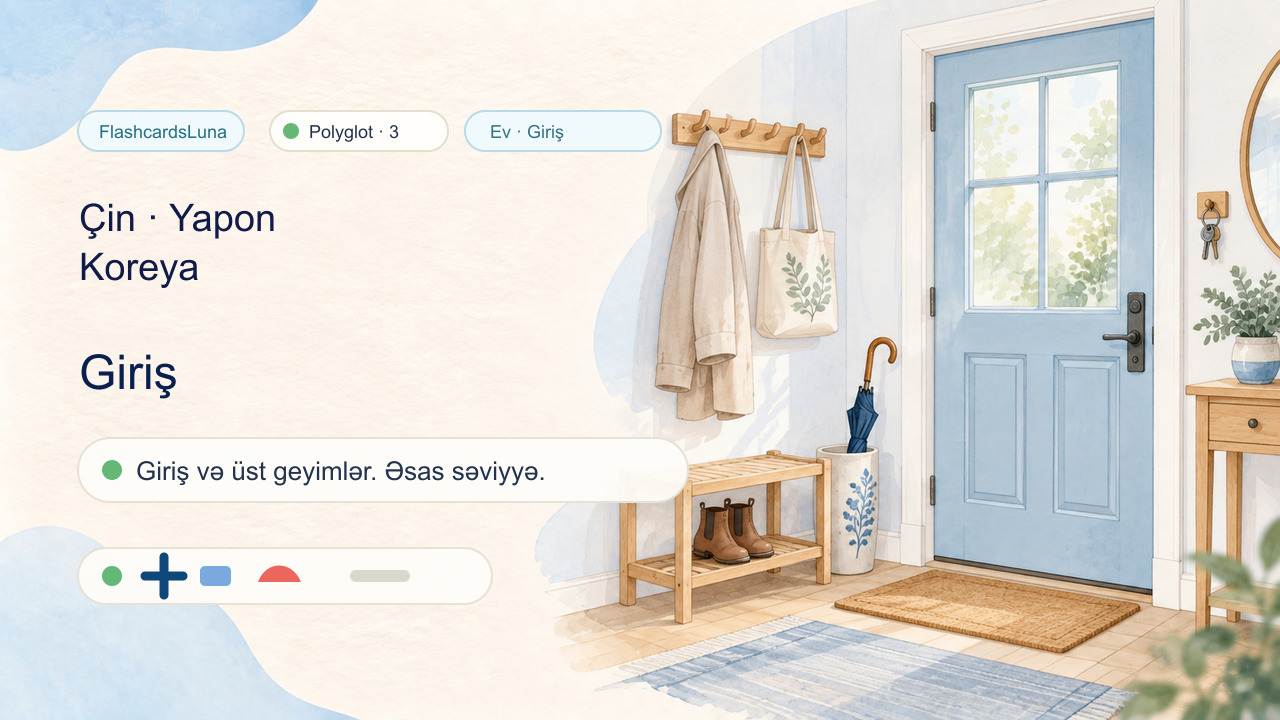 FlashcardsLuna
Polyglot · 3
Ev · Giriş
Çin · Yapon
Koreya
Giriş
Giriş və üst geyimlər. Əsas səviyyə.